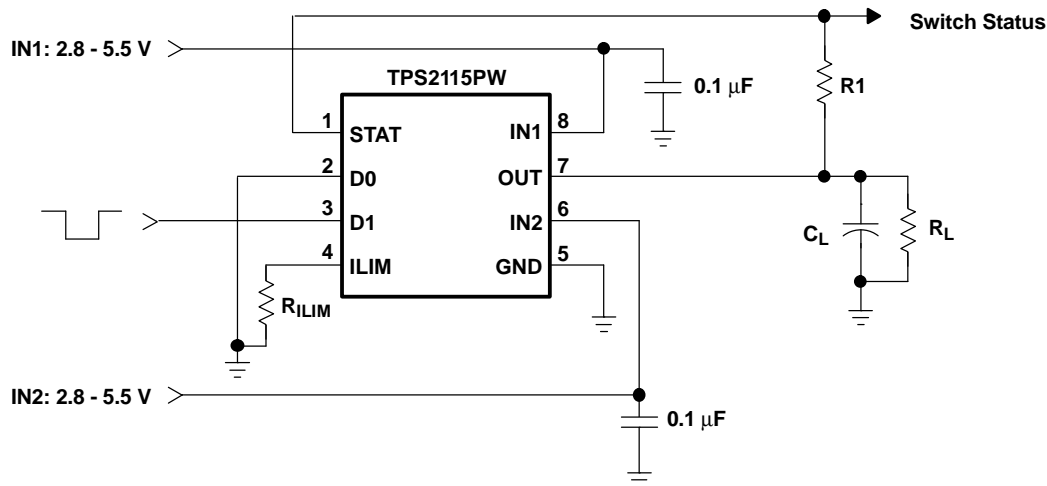 Switch Status
IN1: 2.8 - 5.5 V
TPS2115PW
0.1 μF
R1
1
STAT
IN1
8
2
D0
OUT
7
3
D1
IN2
6
4
ILIM
GND
5
CL
RL
RILIM
IN2: 2.8 - 5.5 V
0.1 μF